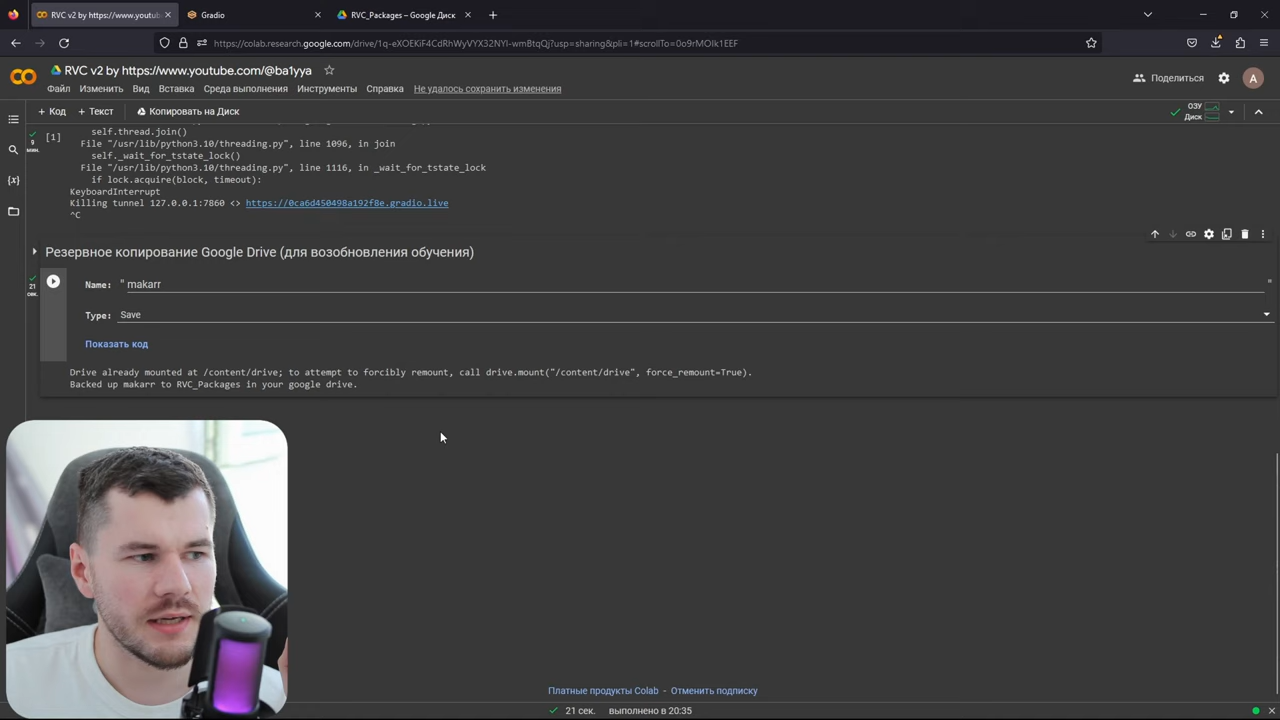 RVC v2 by https://www.youtub
Gradio
RVC_Packages – Google Диск
https://colab.research.google.com/drive/1q-eXOEKiF4CdRhWyVYX32NYI-wmBtqQj?usp=sharing&pli=1#scrollTo=0o9rMOIk1EEF
RVC v2 by https://www.youtube.com/@ba1yya
Поделиться
A
Файл Изменить Вид Вставка Среда выполнения Инструменты Справка Не удалось сохранить изменения
+ Код + Текст Копировать на Диск
ОЗУ
Диск
[1]
9
мин.
self.thread.join()
File "/usr/lib/python3.10/threading.py", line 1096, in join
self._wait_for_tstate_lock()
File "/usr/lib/python3.10/threading.py", line 1116, in _wait_for_tstate_lock
if lock.acquire(block, timeout):
KeyboardInterrupt
Killing tunnel 127.0.0.1:7860 <> https://0ca6d450498a192f8e.gradio.live
^C
Резервное копирование Google Drive (для возобновления обучения)
21
сек.
Name: " makarr "
Type: Save
Показать код
Drive already mounted at /content/drive; to attempt to forcibly remount, call drive.mount("/content/drive", force_remount=True).
Backed up makarr to RVC_Packages in your google drive.
Платные продукты Colab - Отменить подписку
21 сек. выполнено в 20:35